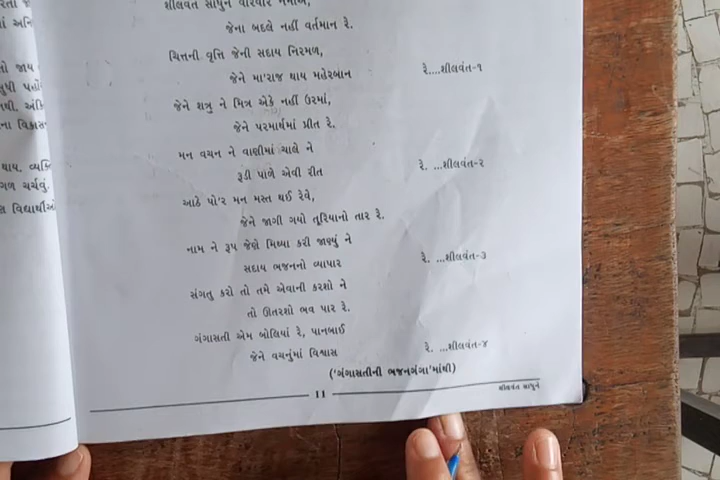 શીલવંત સાધુને વારંવાર નમીએ,
જેના બદલે નહીં વર્તમાન રે.
ચિત્તની વૃત્તિ જેની સદાય નિરમળ,
જેને મા'રાજ થાય મહેરબાન રે....શીલવંત-૧
જેને શત્રુ ને મિત્ર એકે નહીં ઉરમાં,
જેને પરમાર્થમાં પ્રીત રે.
મન વચન ને વાણીમાં ચાલે ને
રૂડી પાળે એવી રીત રે. ...શીલવંત-૨
આઠે પો'ર મન મસ્ત થઈ રેવે,
જેને જાગી ગયો તૂરિયાનો તાર રે.
નામ ને રૂપ જેણે મિથ્યા કરી જાણ્યું ને
સદાય ભજનનો વ્યાપાર રે. ...શીલવંત-૩
સંગતુ કરો તો તમે એવાની કરશો ને
તો ઊતરશો ભવ પાર રે.
ગંગાસતી એમ બોલિયાં રે, પાનબાઈ
જેને વચનુંમાં વિશ્વાસ રે. ...શીલવંત-૪
('ગંગાસતીની ભજનગંગા'માંથી)
11
શીલવંત સાધુને